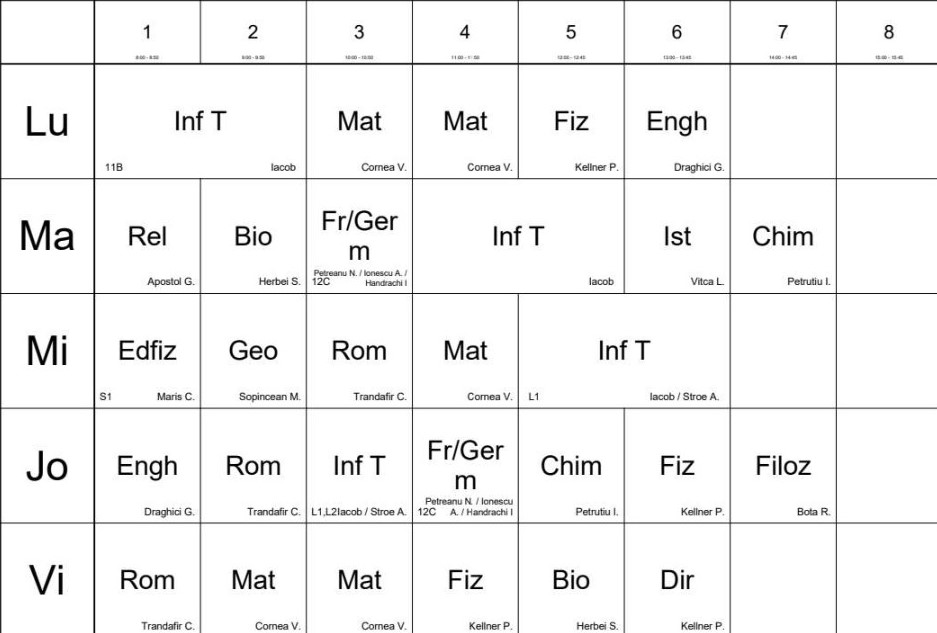 1 2 3 4 5 6 7 8
8:00 - 8:50 9:00 - 9:50 10:00 - 10:50 11:00 - 11:50 12:00 - 12:45 13:00 - 13:45 14:00 - 14:45 15:00 - 15:45
Lu Inf T Mat Mat Fiz Engh
11B Iacob Cornea V. Cornea V. Kellner P. Draghici G.
Ma Rel Bio Fr/Ger m Inf T Ist Chim
Apostol G. Herbei S. Petreanu N. / Ionescu A. / 12C Handrachi I Iacob Vitca L. Petrutiu I.
Mi Edfiz Geo Rom Mat Inf T
S1 Maris C. Sopincean M. Trandafir C. Cornea V. L1 Iacob / Stroe A.
Jo Engh Rom Inf T Fr/Ger m Chim Fiz Filoz
Draghici G. Trandafir C. L1,L2Iacob / Stroe A. Petreanu N. / Ionescu 12C A. / Handrachi I Petrutiu I. Kellner P. Bota R.
Vi Rom Mat Mat Fiz Bio Dir
Trandafir C. Cornea V. Cornea V. Kellner P. Herbei S. Kellner P.